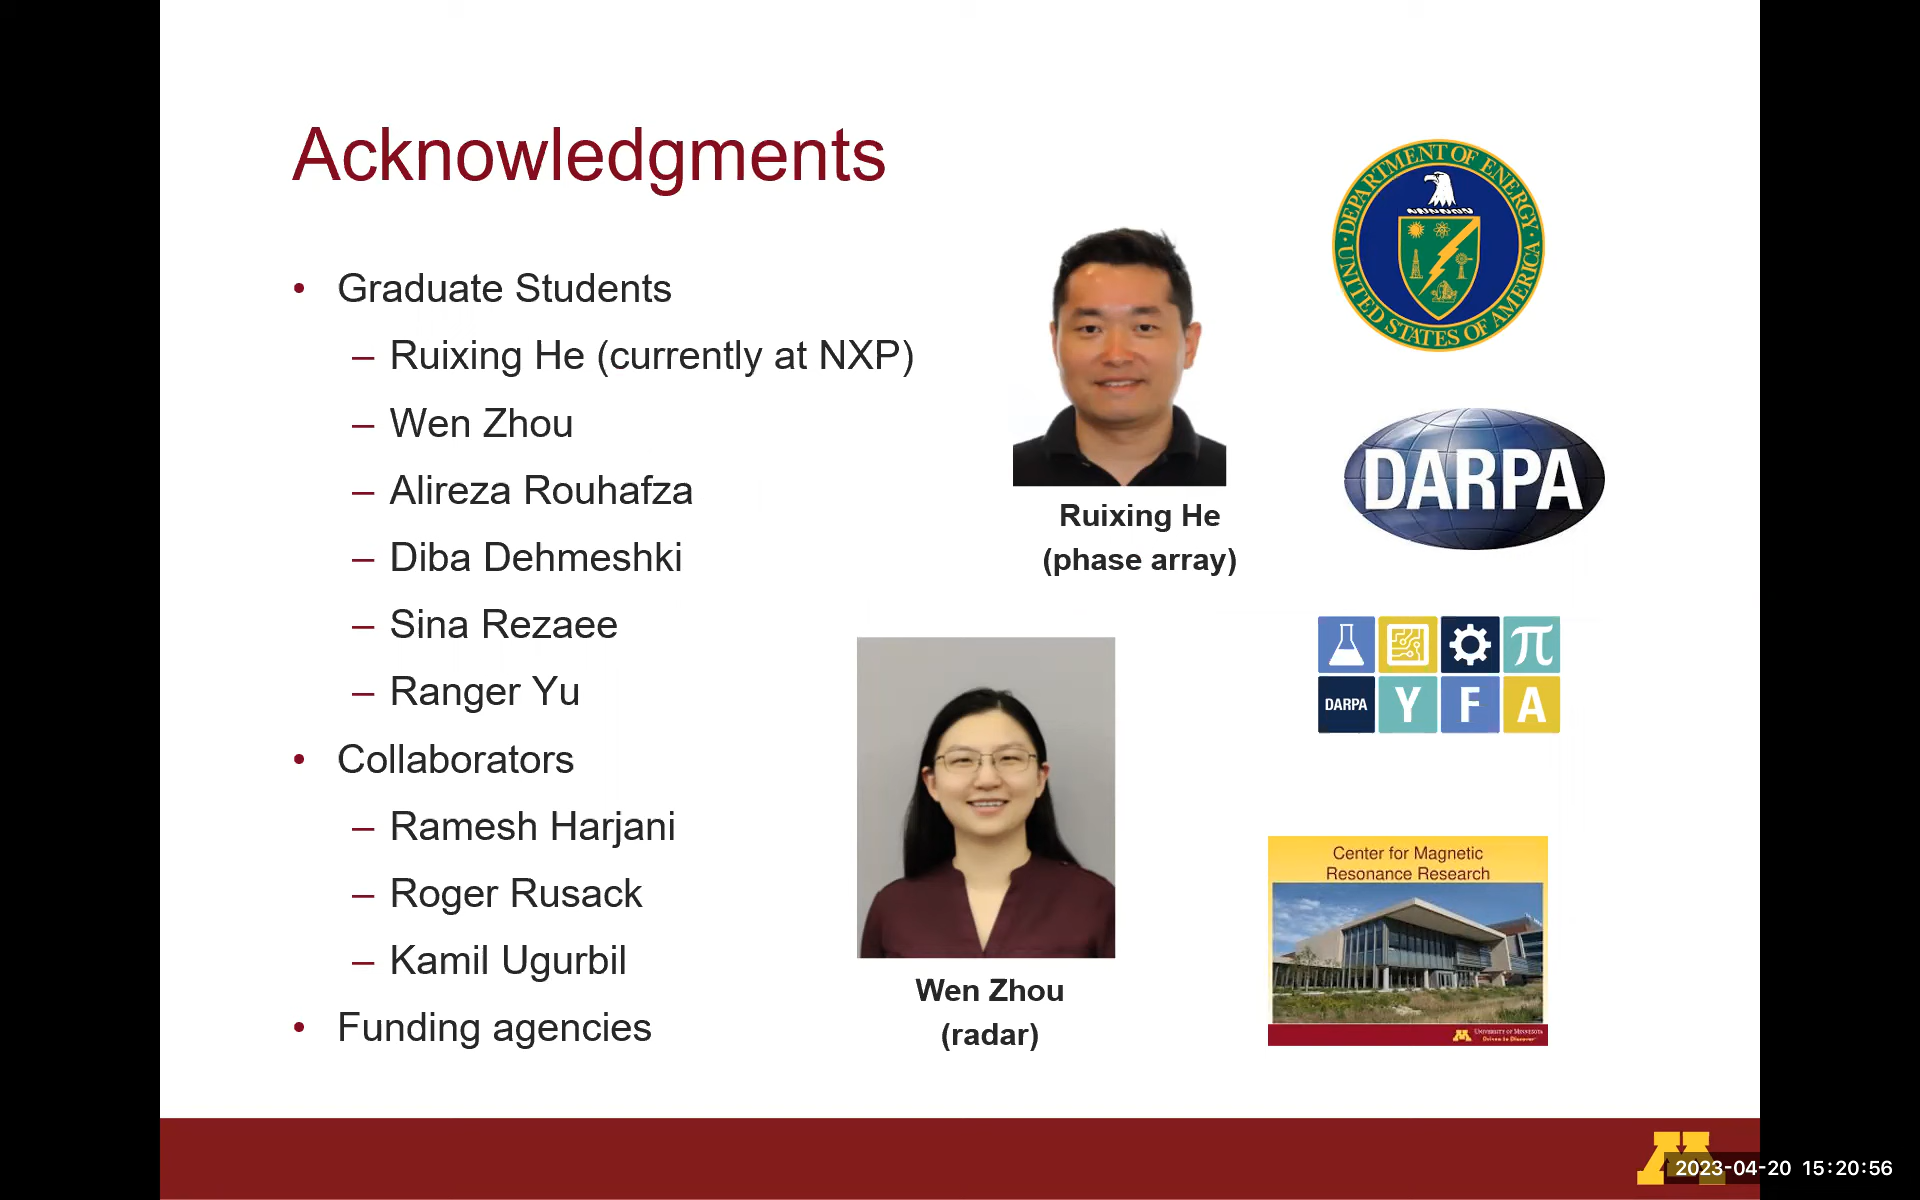 Acknowledgments
• Graduate Students
– Ruixing He (currently at NXP)
– Wen Zhou
– Alireza Rouhafza
– Diba Dehmeshki
– Sina Rezaee
– Ranger Yu
• Collaborators
– Ramesh Harjani
– Roger Rusack
– Kamil Ugurbil
• Funding agencies
Ruixing He
(phase array)
Wen Zhou
(radar)
DEPARTMENT OF ENERGY
UNITED STATES OF AMERICA
DARPA
π
DARPA Y F A
Center for Magnetic
Resonance Research
UNIVERSITY OF MINNESOTA
Driven to Discover
2023-04-20 15:20:56